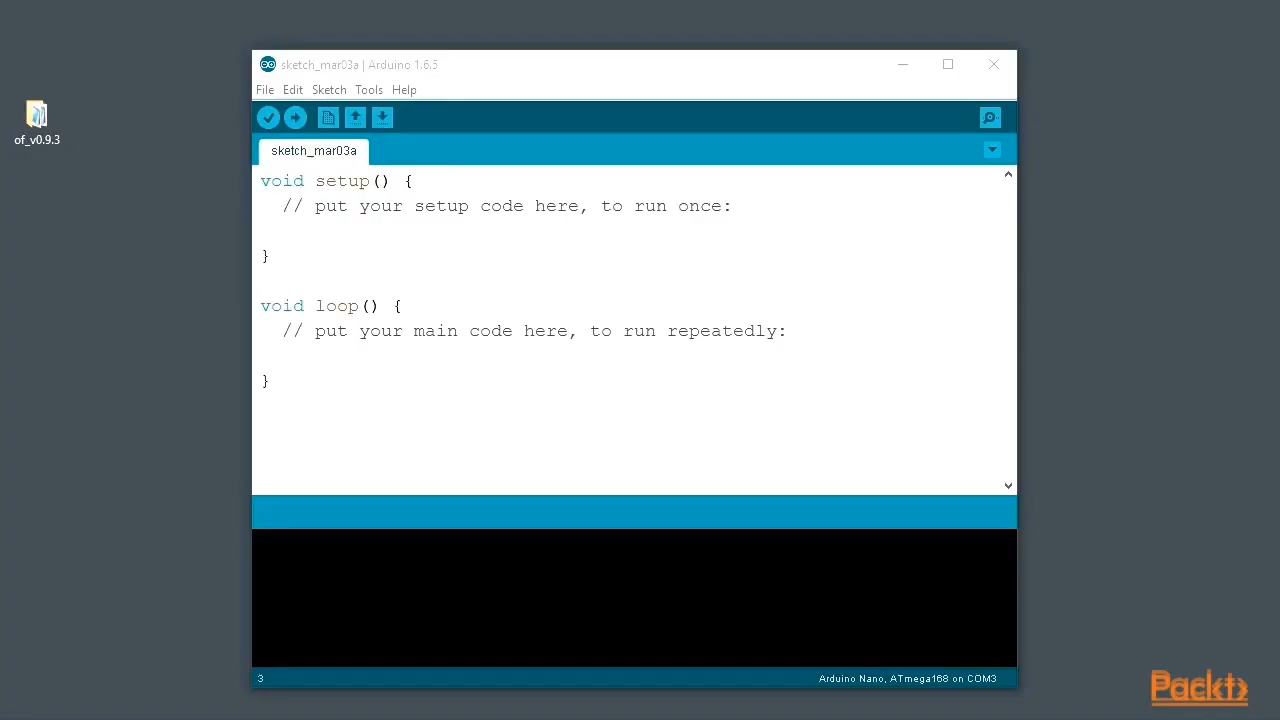 sketch_mar03a | Arduino 1.6.5
File Edit Sketch Tools Help
of_v0.9.3
sketch_mar03a
void setup() {
  // put your setup code here, to run once:
}
void loop() {
  // put your main code here, to run repeatedly:
}
3
Arduino Nano, ATmega168 on COM3
Packt